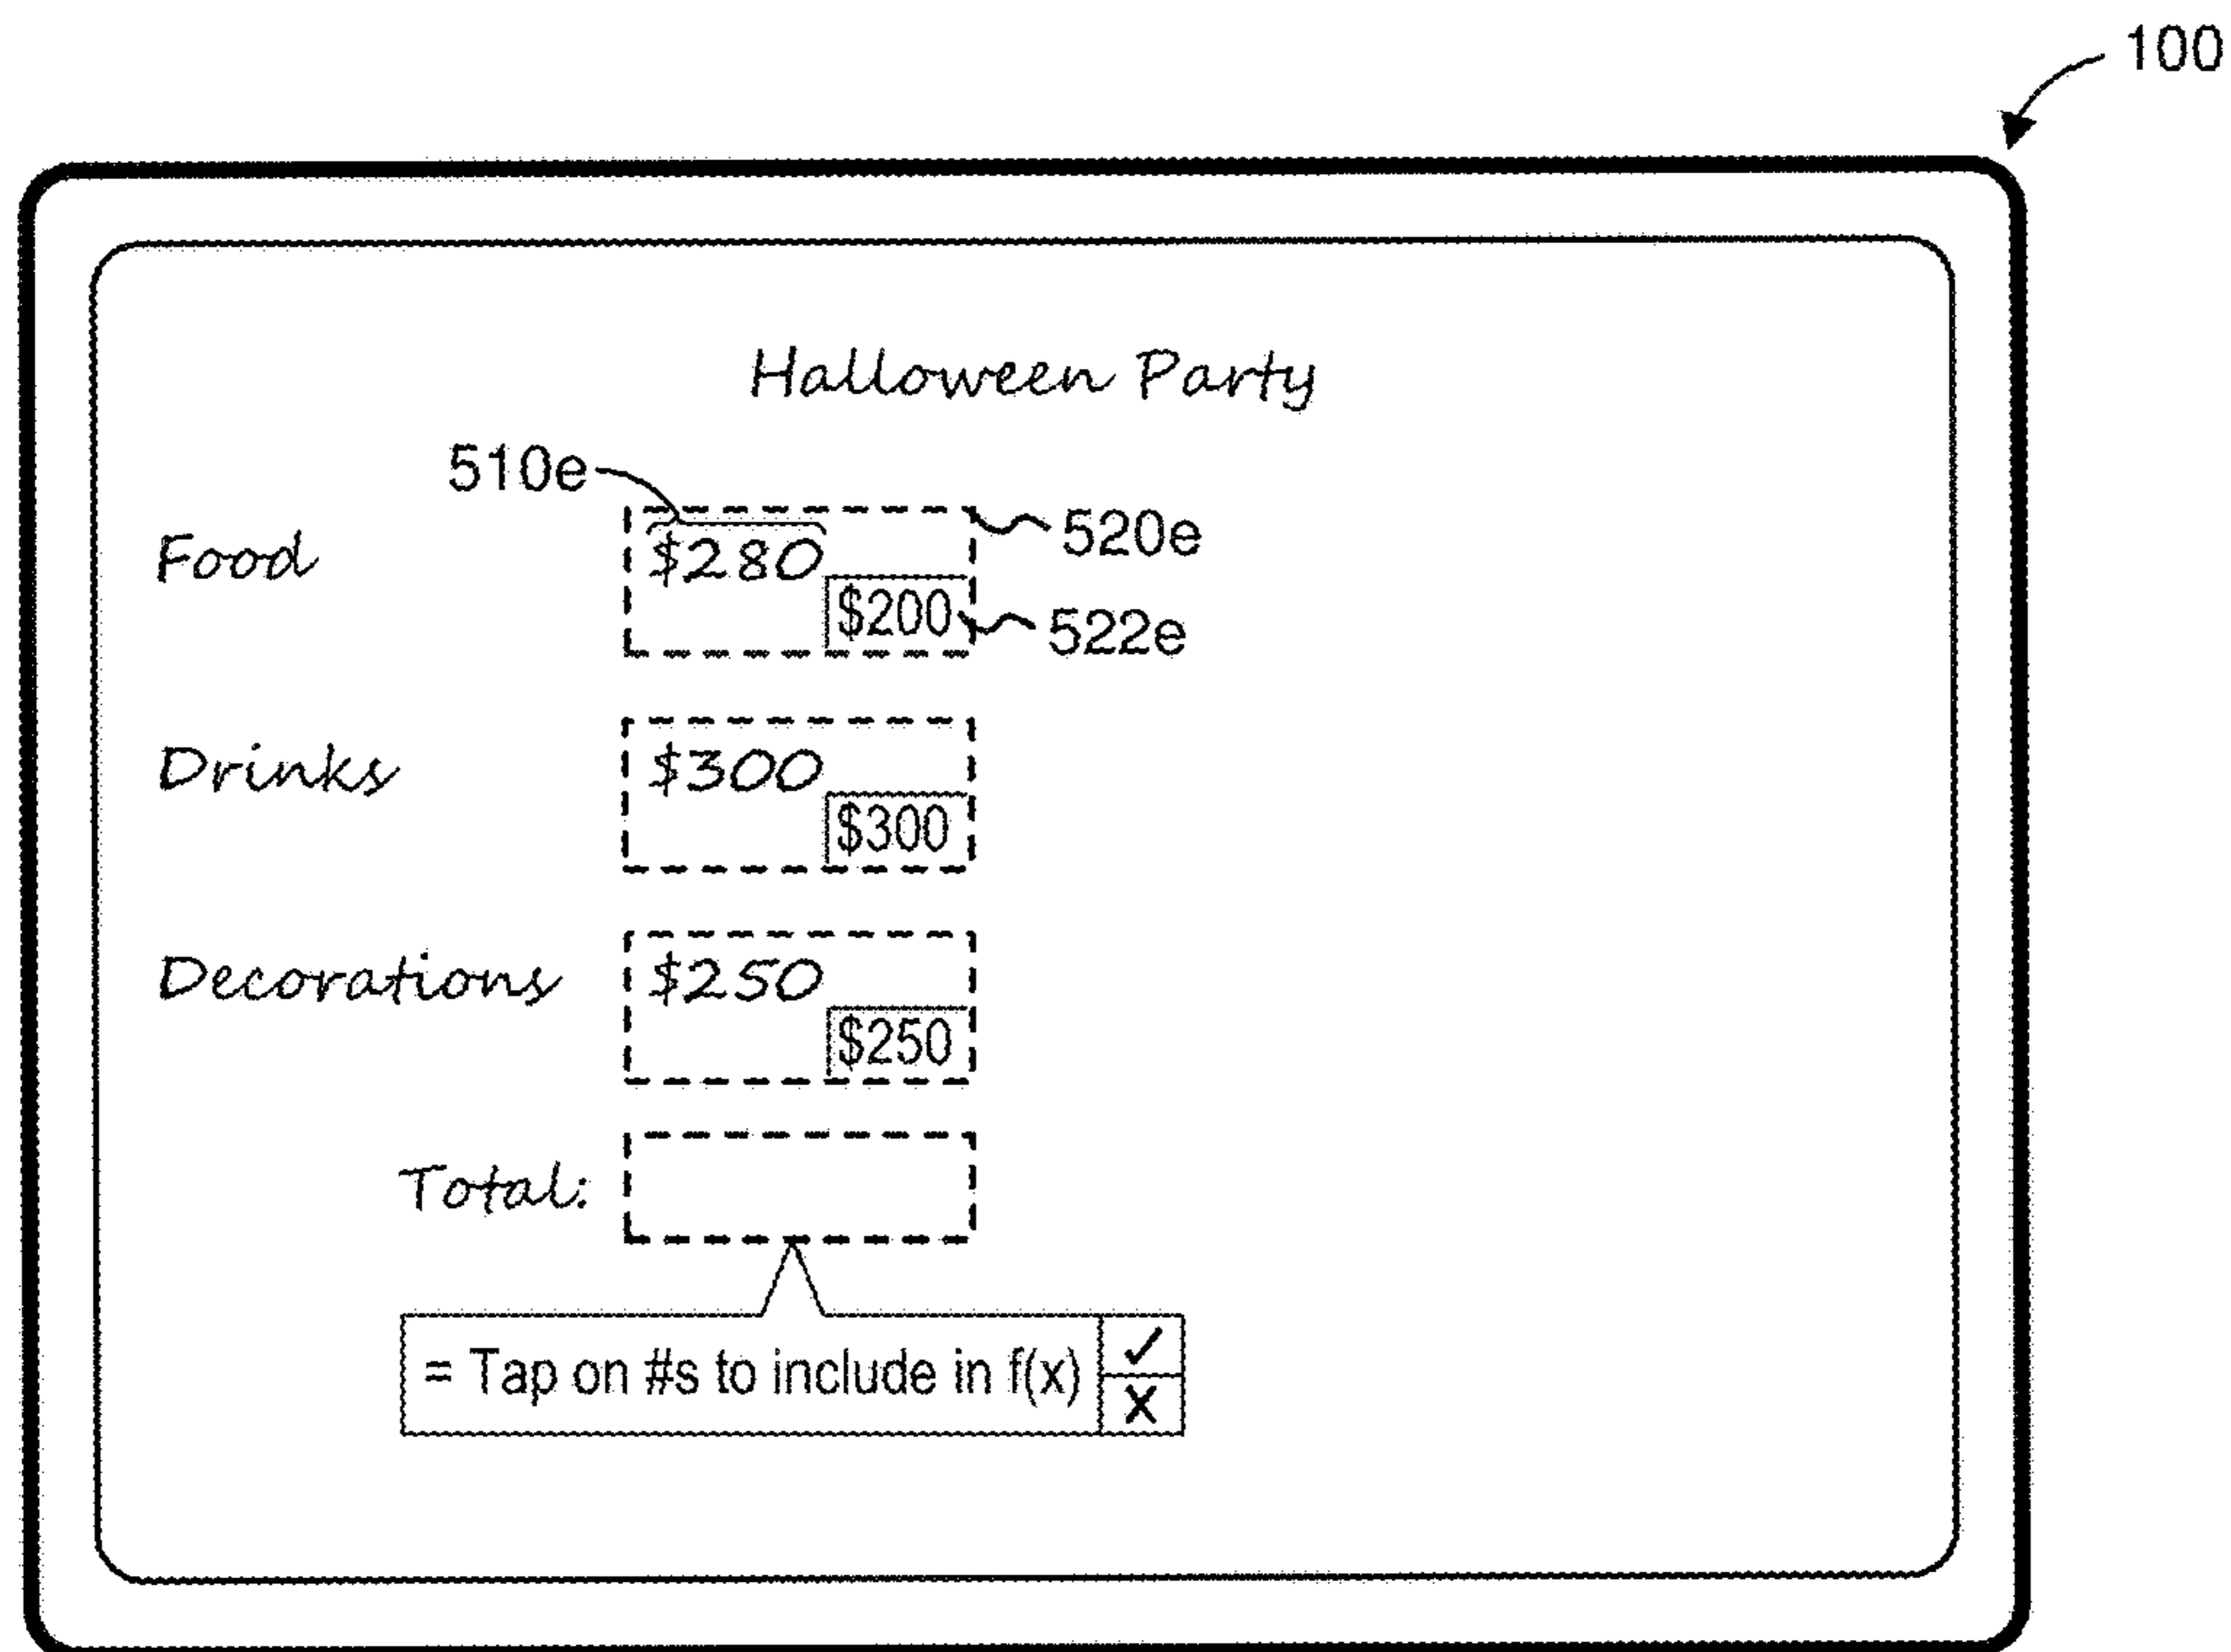 100
Halloween Party
510e
Food $280 520e
$200 522e
Drinks $300
$300
Decorations $250
$250
Total:
= Tap on #s to include in f(x) ✓
X